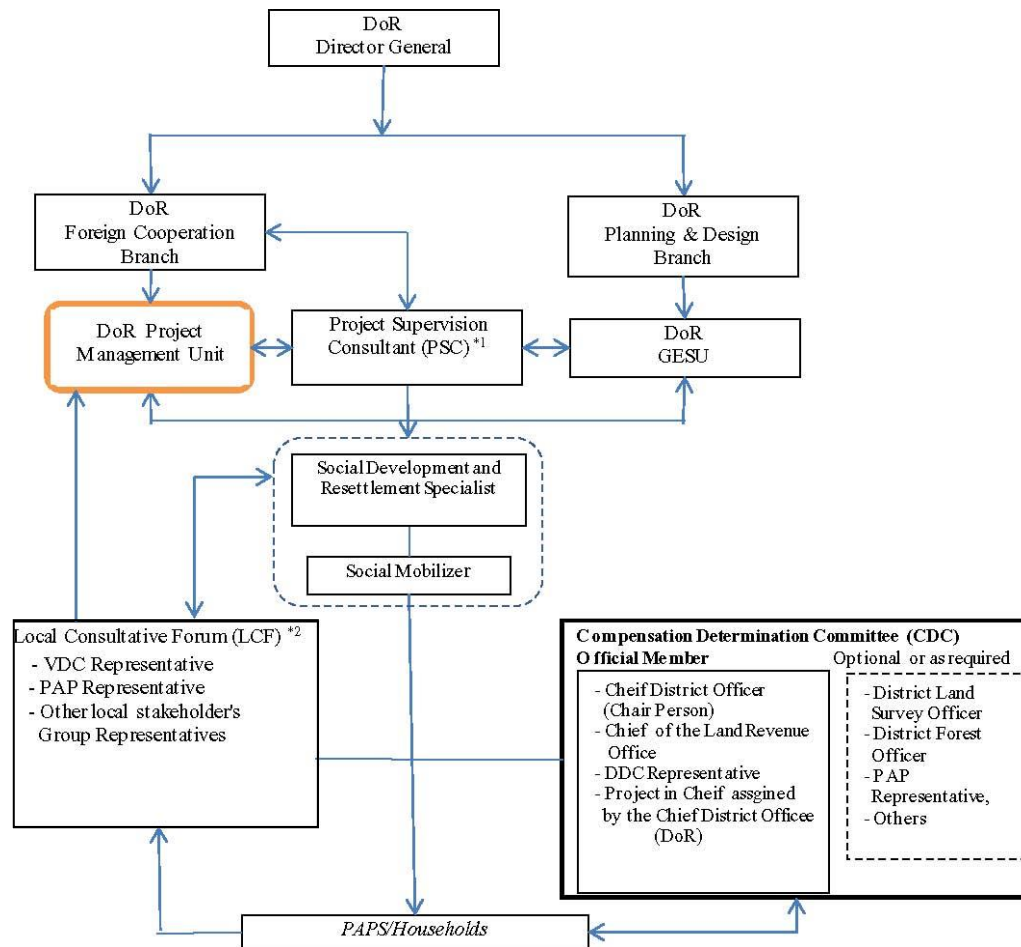 DoR
Director General
DoR
Foreign Cooperation
Branch
DoR
Planning & Design
Branch
DoR Project
Management Unit
Project Supervision
Consultant (PSC) *1
DoR
GESU
Social Development and
Resettlement Specialist
Social Mobilizer
Local Consultative Forum (LCF) *2
- VDC Representative
- PAP Representative
- Other local stakeholder's
Group Representatives
Compensation Determination Committee (CDC)
Official Member
- Cheif District Officer
(Chair Person)
- Chief of the Land Revenue
Office
- DDC Representative
- Project in Cheif assgined
by the Chief District Officee
(DoR)
Optional or as required
- District Land
Survey Officer
- District Forest
Officer
- PAP
Representative,
- Others
PAPS/Households